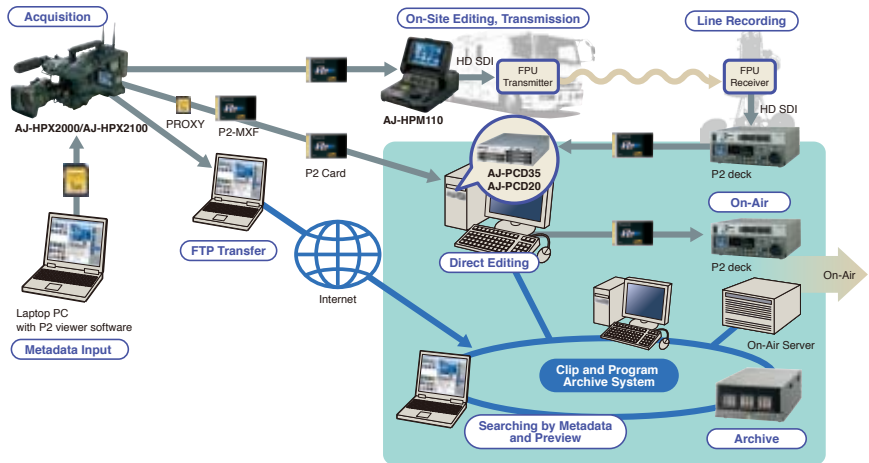 Acquisition
On-Site Editing, Transmission
Line Recording
HD SDI
FPU
Transmitter
FPU
Receiver
HD SDI
AJ-HPX2000/AJ-HPX2100
PROXY
P2-MXF
AJ-HPM110
P2 Card
AJ-PCD35
AJ-PCD20
P2 deck
On-Air
FTP Transfer
Direct Editing
P2 deck
On-Air
Internet
Laptop PC
with P2 viewer software
Metadata Input
On-Air Server
Clip and Program
Archive System
Searching by Metadata
and Preview
Archive